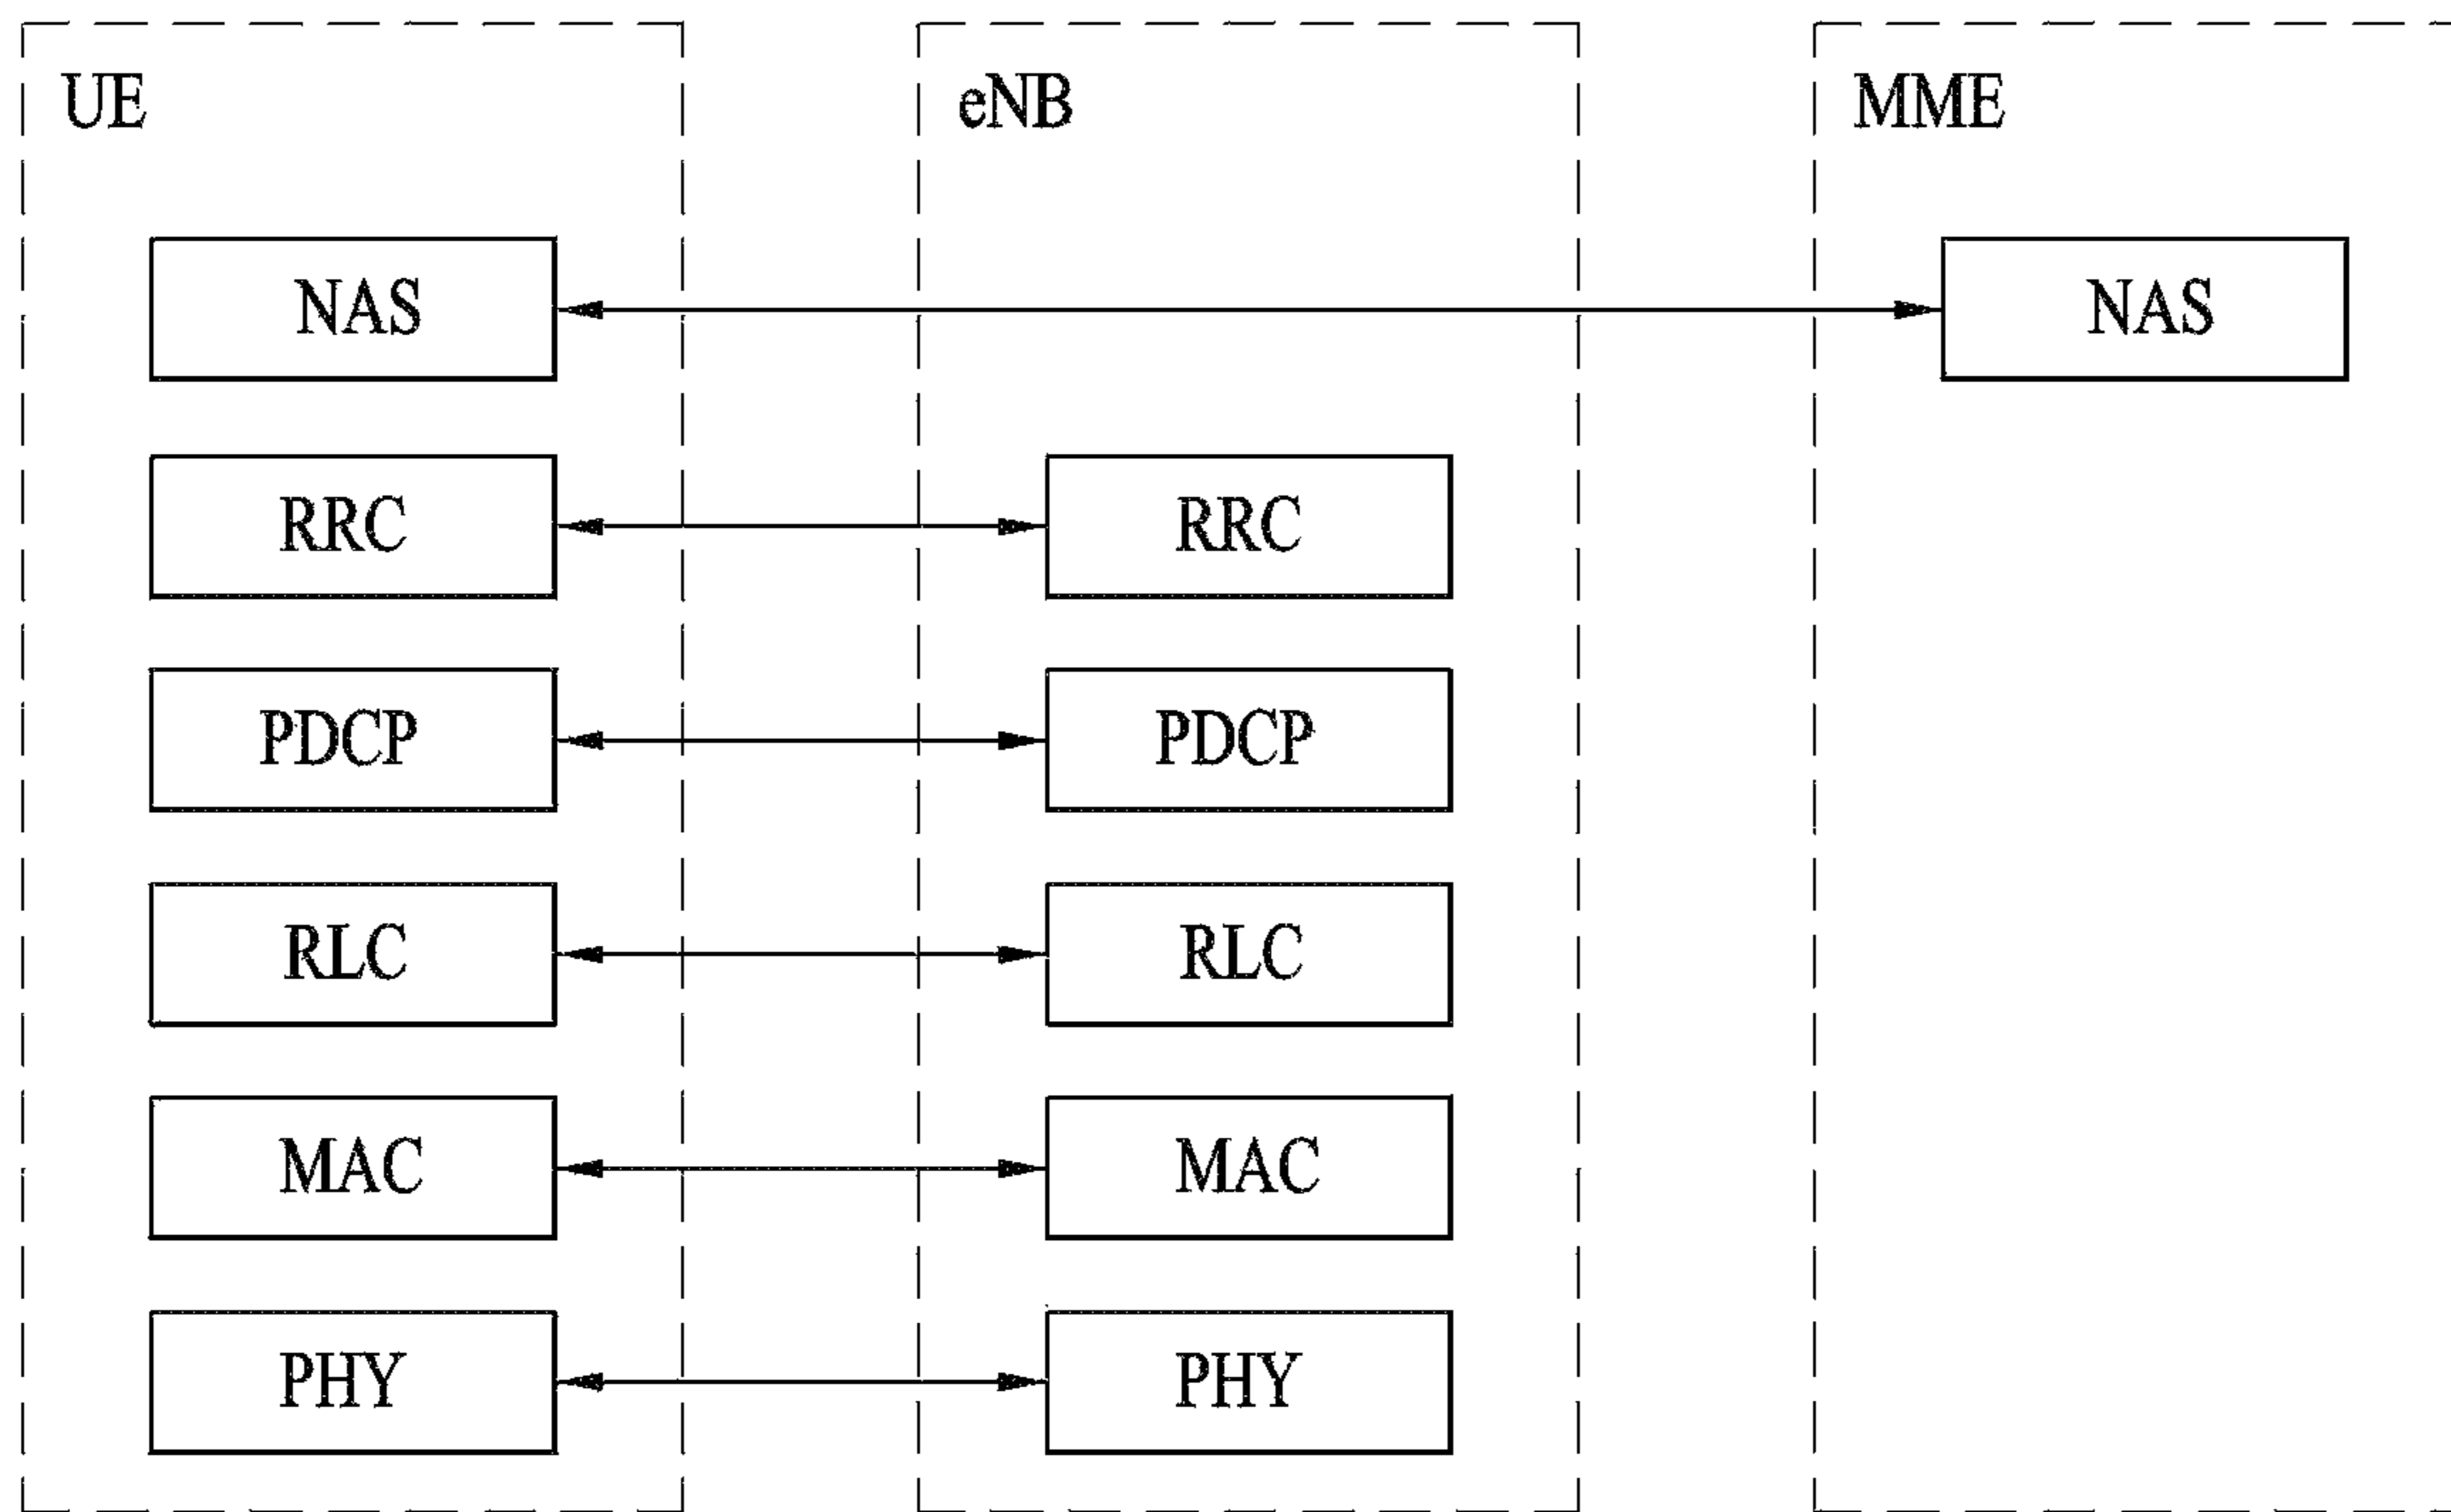 UE eNB MME
NAS NAS
RRC RRC
PDCP PDCP
RLC RLC
MAC MAC
PHY PHY